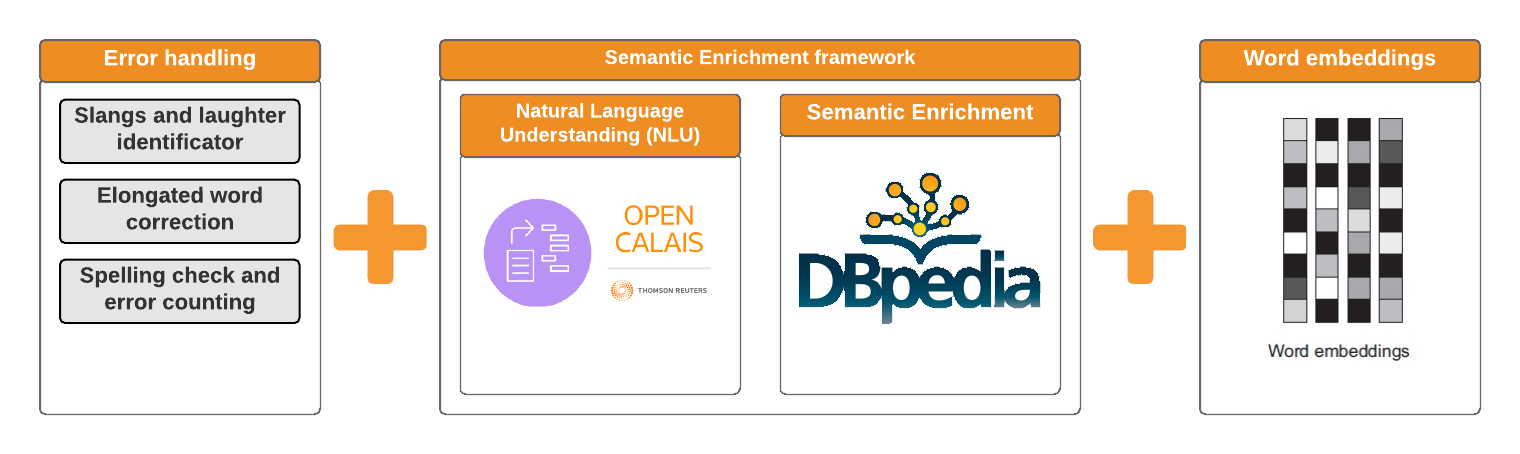 Error handling
Slangs and laughter
identificator
Elongated word
correction
Spelling check and
error counting
Semantic Enrichment framework
Natural Language
Understanding (NLU)
OPEN
CALAIS
THOMSON REUTERS
Semantic Enrichment
DBpedia
Word embeddings
Word embeddings